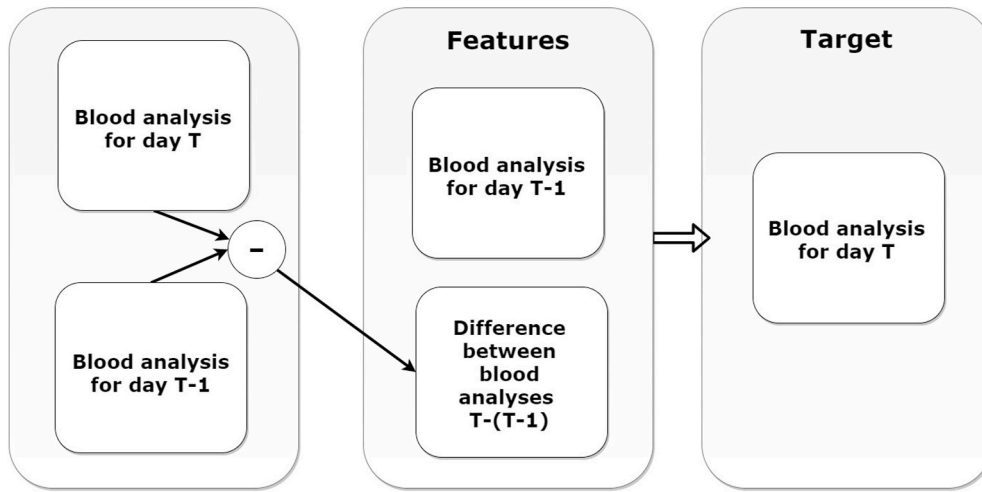 Blood analysis
for day T
–
Blood analysis
for day T-1
Features
Blood analysis
for day T-1
Difference
between
blood
analyses
T-(T-1)
Target
Blood analysis
for day T